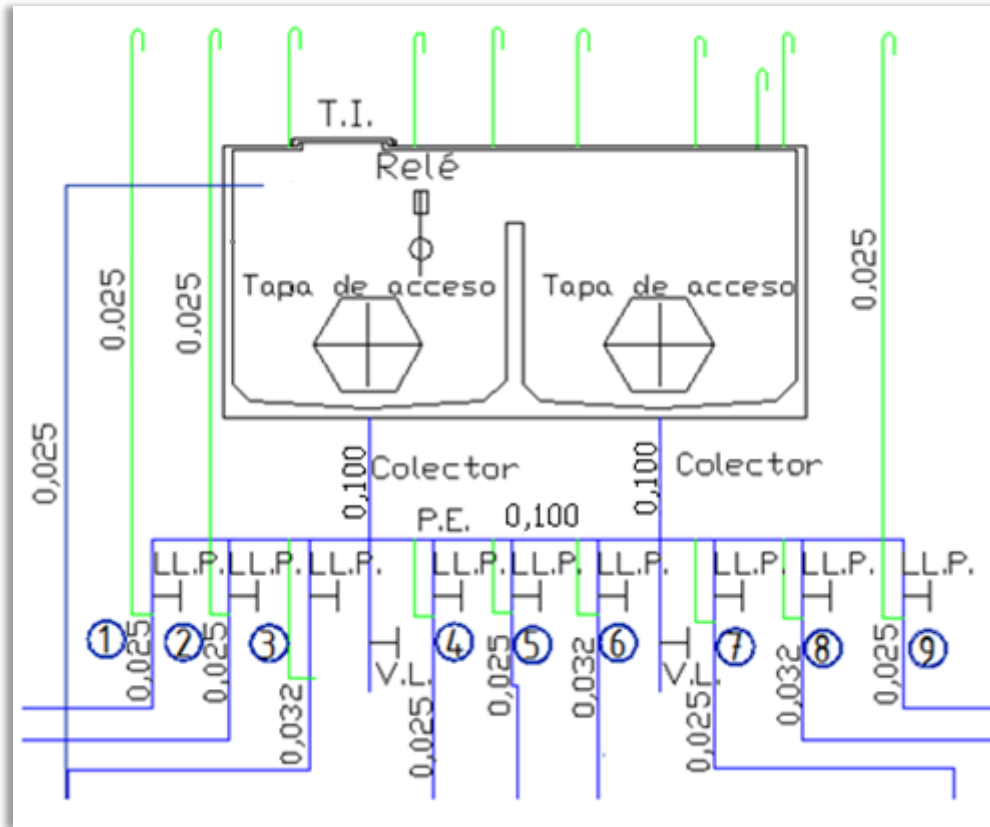 T.I.
Relé
Tapa de acceso
Tapa de acceso
0,025
0,025
0,025
0,025
0,100
Colector
0,100
Colector
P.E. 0,100
LL.P. LL.P. LL.P. LL.P. LL.P. LL.P. LL.P. LL.P. LL.P.
1 2 3 4 5 6 7 8 9
V.L. V.L.
0,025
0,025
0,032
0,025
0,025
0,032
0,025
0,032
0,025